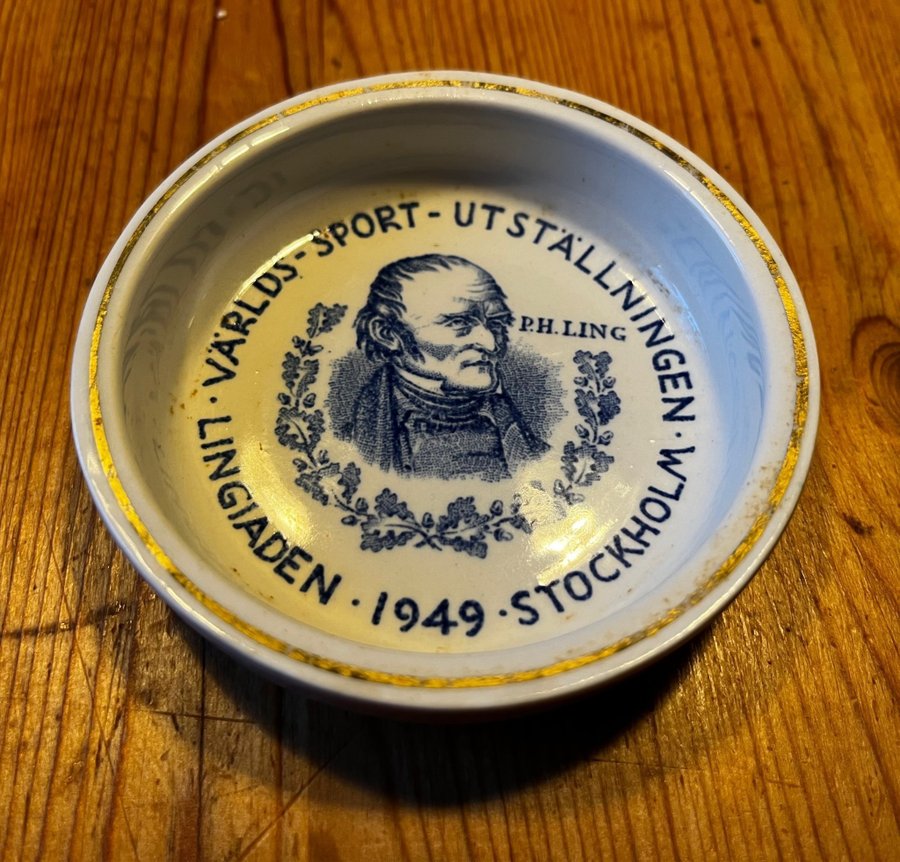 · VÄRLDS-SPORT-UTSTÄLLNINGEN · STOCKHOLM · 1949 · LINGIADEN
P.H. LING